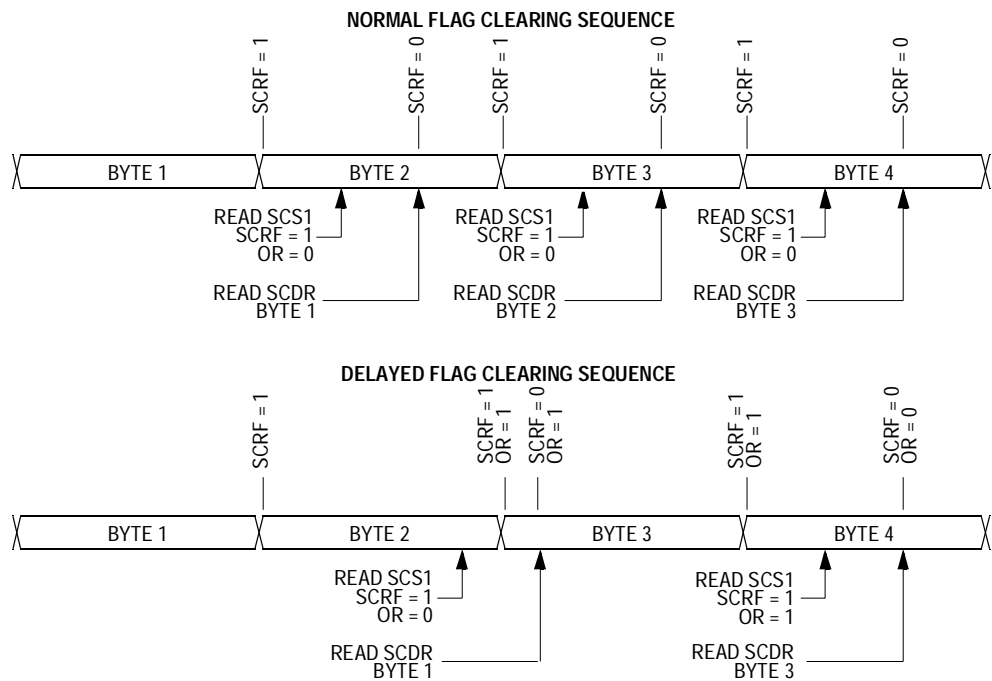 NORMAL FLAG CLEARING SEQUENCE
SCRF = 1
SCRF = 0
SCRF = 1
SCRF = 0
SCRF = 1
SCRF = 0
BYTE 1
BYTE 2
BYTE 3
BYTE 4
READ SCS1
SCRF = 1
OR = 0
READ SCS1
SCRF = 1
OR = 0
READ SCS1
SCRF = 1
OR = 0
READ SCDR
BYTE 1
READ SCDR
BYTE 2
READ SCDR
BYTE 3
DELAYED FLAG CLEARING SEQUENCE
SCRF = 1
SCRF = 1
OR = 1
SCRF = 0
OR = 1
SCRF = 1
OR = 1
SCRF = 0
OR = 0
BYTE 1
BYTE 2
BYTE 3
BYTE 4
READ SCS1
SCRF = 1
OR = 0
READ SCS1
SCRF = 1
OR = 1
READ SCDR
BYTE 1
READ SCDR
BYTE 3